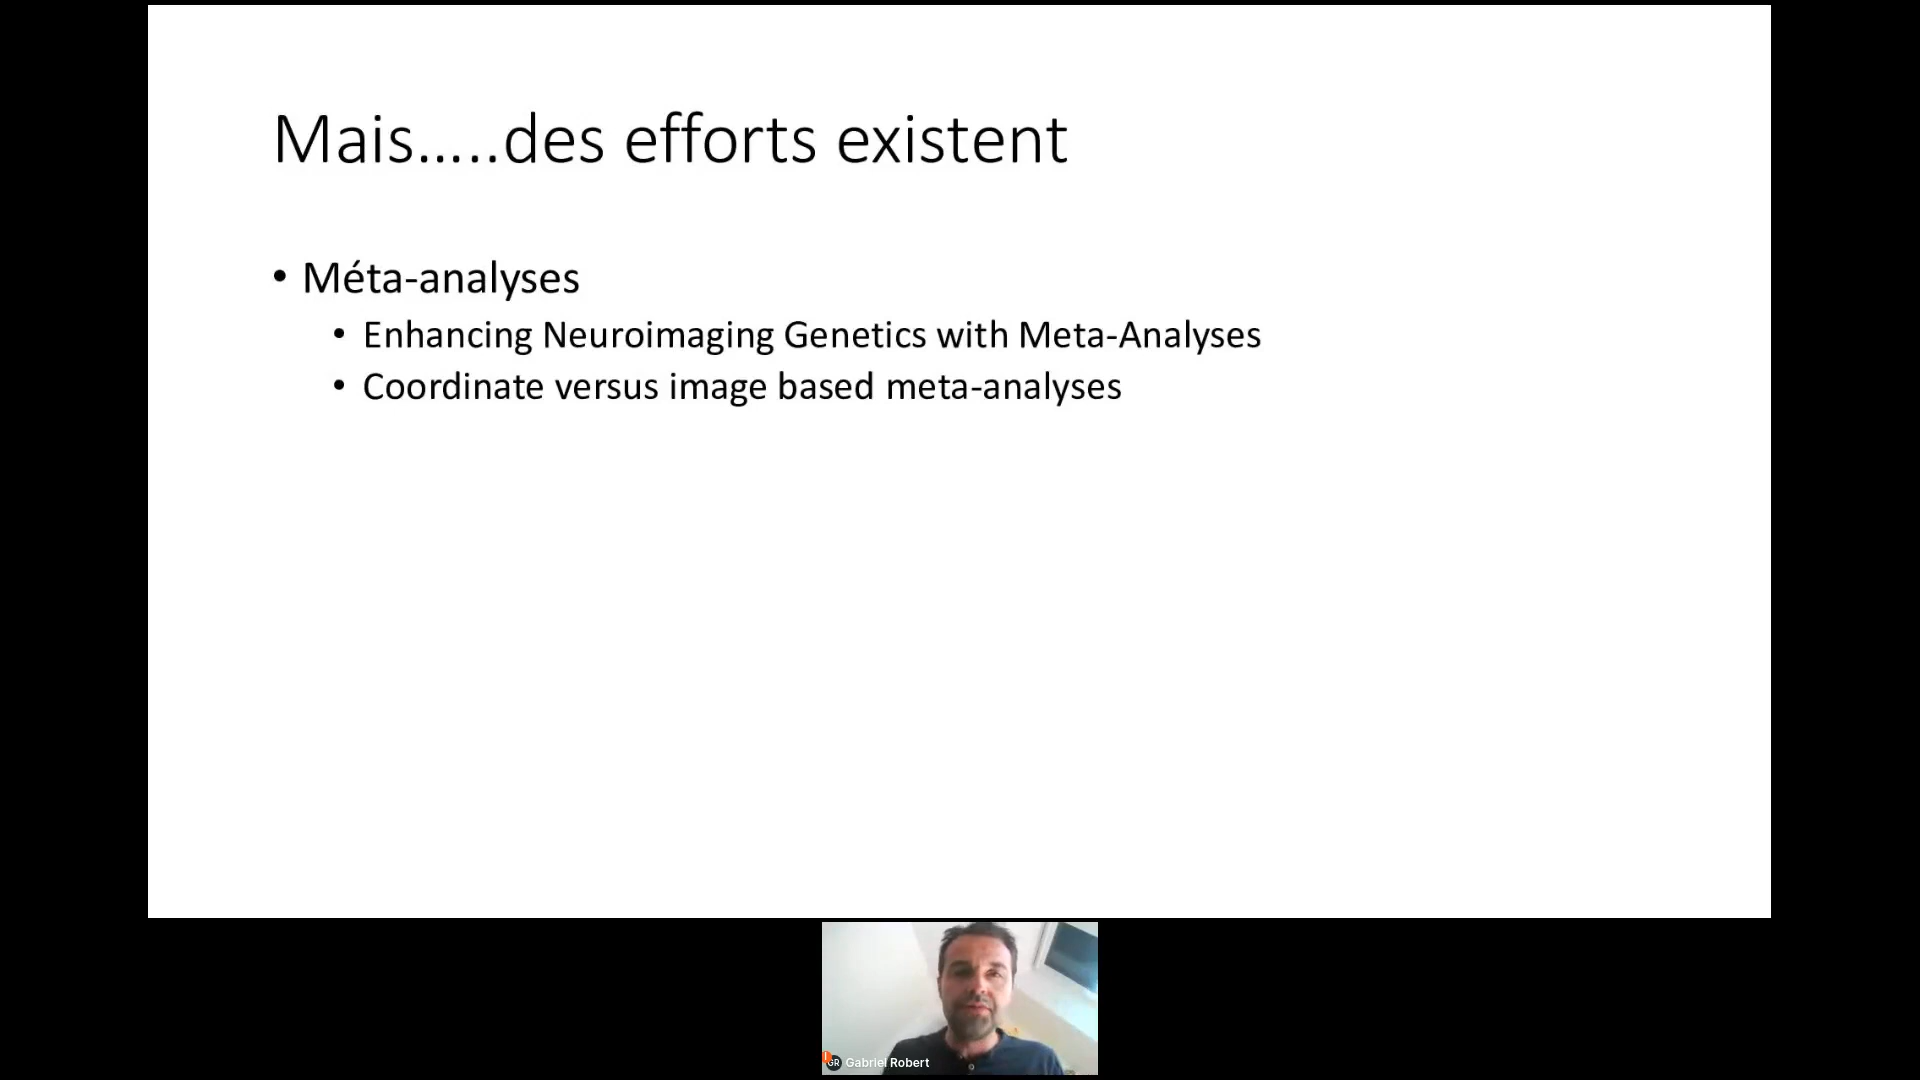 Mais.....des efforts existent
• Méta-analyses
• Enhancing Neuroimaging Genetics with Meta-Analyses
• Coordinate versus image based meta-analyses
GR Gabriel Robert